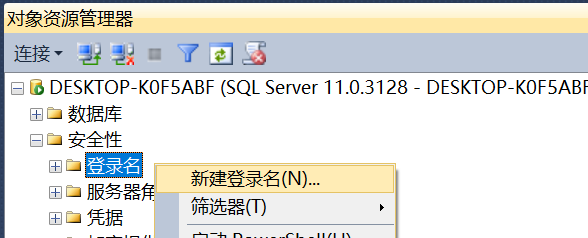 对象资源管理器
连接
DESKTOP-K0F5ABF (SQL Server 11.0.3128 - DESKTOP-K0F5ABF
数据库
安全性
登录名
新建登录名(N)...
服务器角
筛选器(T)
凭据